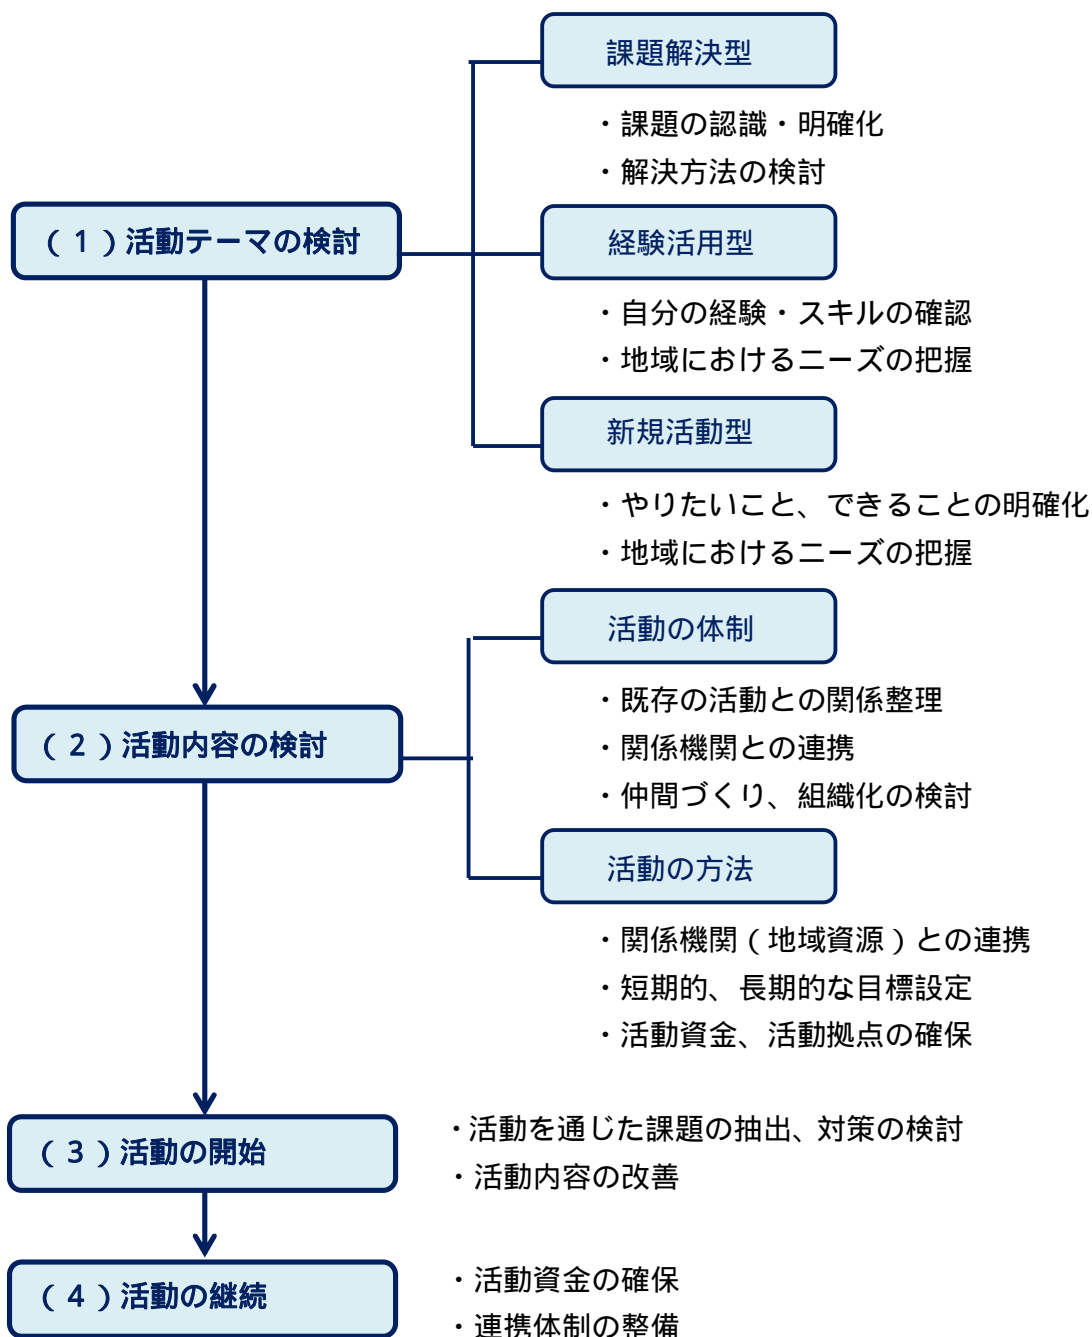 課題解決型
・課題の認識・明確化
・解決方法の検討
（１）活動テーマの検討
経験活用型
・自分の経験・スキルの確認
・地域におけるニーズの把握
新規活動型
・やりたいこと、できることの明確化
・地域におけるニーズの把握
活動の体制
・既存の活動との関係整理
（２）活動内容の検討
・関係機関との連携
・仲間づくり、組織化の検討
活動の方法
・関係機関（地域資源）との連携
・短期的、長期的な目標設定
・活動資金、活動拠点の確保
（３）活動の開始
・活動を通じた課題の抽出、対策の検討
・活動内容の改善
（４）活動の継続
・活動資金の確保
・連携体制の整備